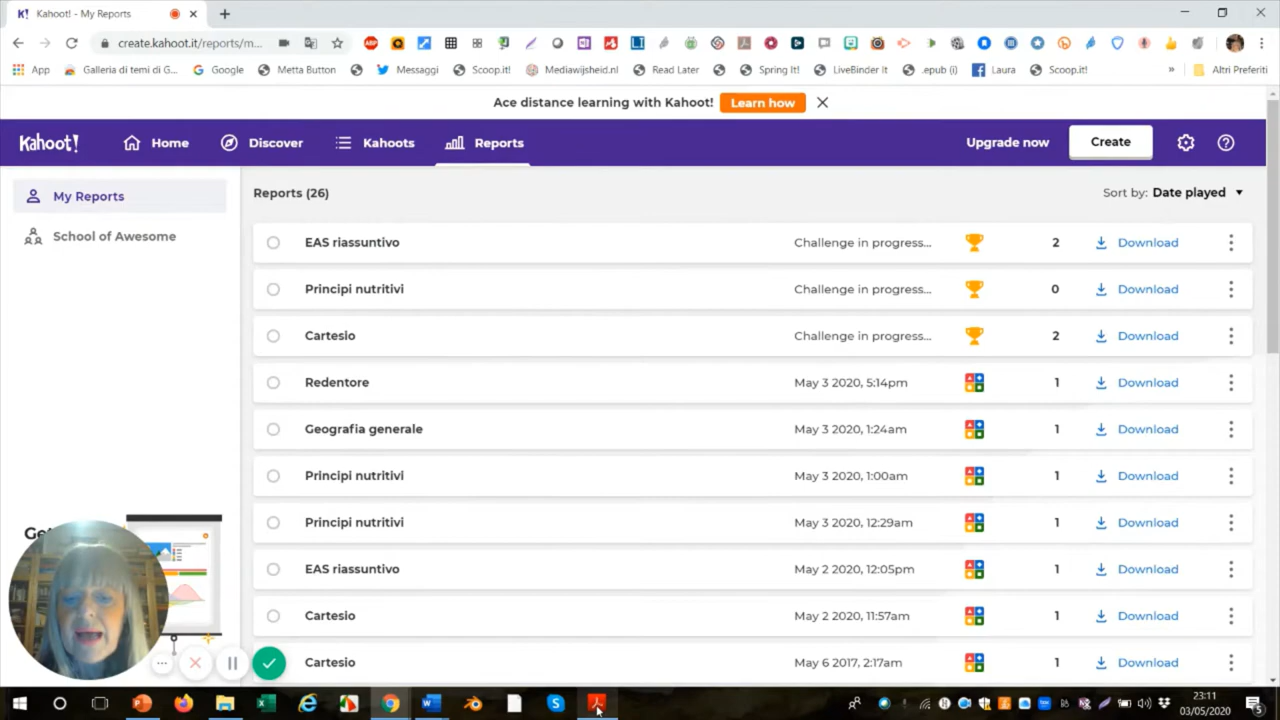 Kahoot! - My Reports
create.kahoot.it/reports/m...
App Galleria di temi di G... Google Metta Button Messaggi Scoop.it! Mediawijsheid.nl Read Later Spring It! LiveBinder It .epub (i) Laura Scoop.it! » Altri Preferiti
Ace distance learning with Kahoot! Learn how
Kahoot! Home Discover Kahoots Reports Upgrade now Create
My Reports
School of Awesome
Reports (26) Sort by: Date played
EAS riassuntivo Challenge in progress... 2 Download
Principi nutritivi Challenge in progress... 0 Download
Cartesio Challenge in progress... 2 Download
Redentore May 3 2020, 5:14pm 1 Download
Geografia generale May 3 2020, 1:24am 1 Download
Principi nutritivi May 3 2020, 1:00am 1 Download
Principi nutritivi May 3 2020, 12:29am 1 Download
EAS riassuntivo May 2 2020, 12:05pm 1 Download
Cartesio May 2 2020, 11:57am 1 Download
Cartesio May 6 2017, 2:17am 1 Download
23:11
03/05/2020
5